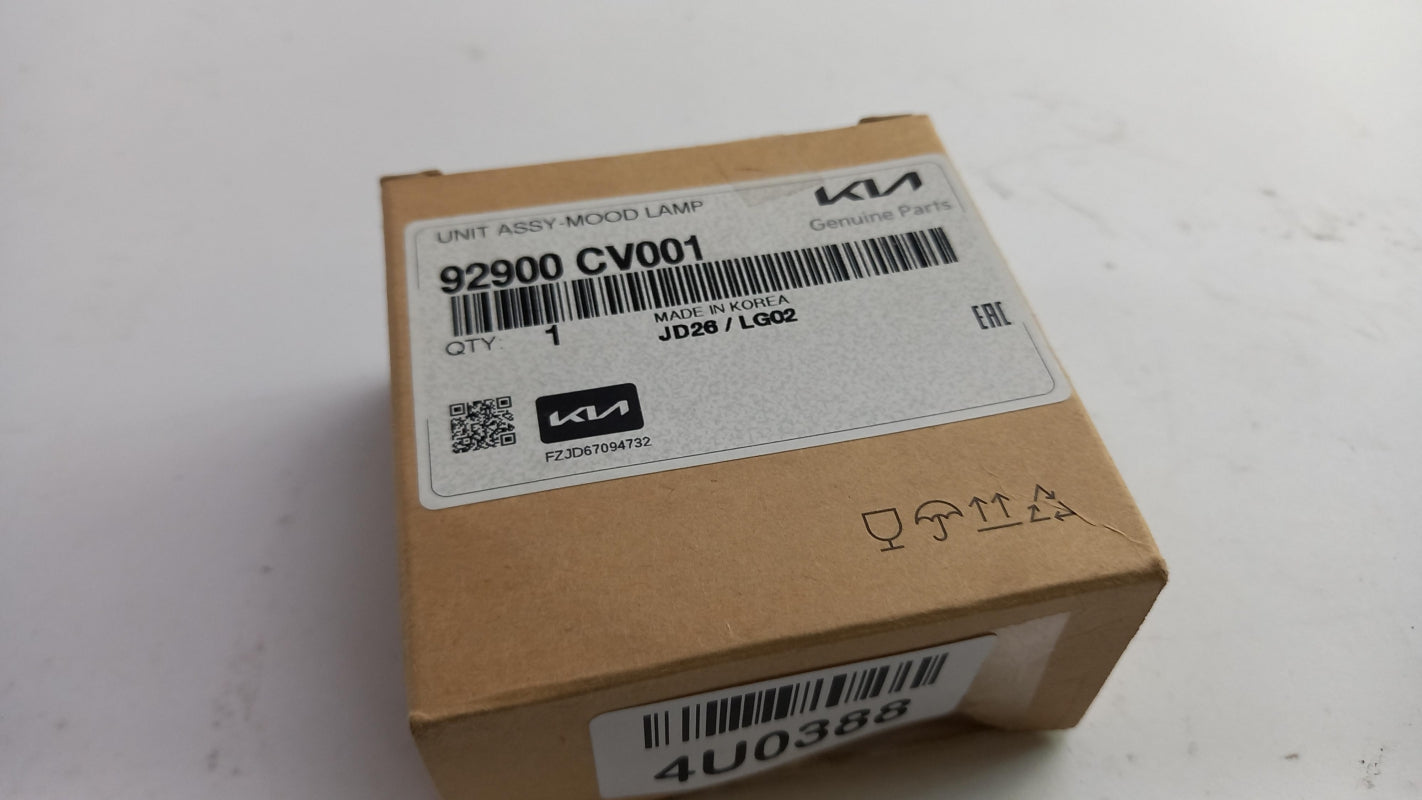 UNIT ASSY-MOOD LAMP
KIA
Genuine Parts
92900 CV001
MADE IN KOREA
QTY: 1
JD26 / LG02
EAC
KIA
FZJD67094732
4U0388